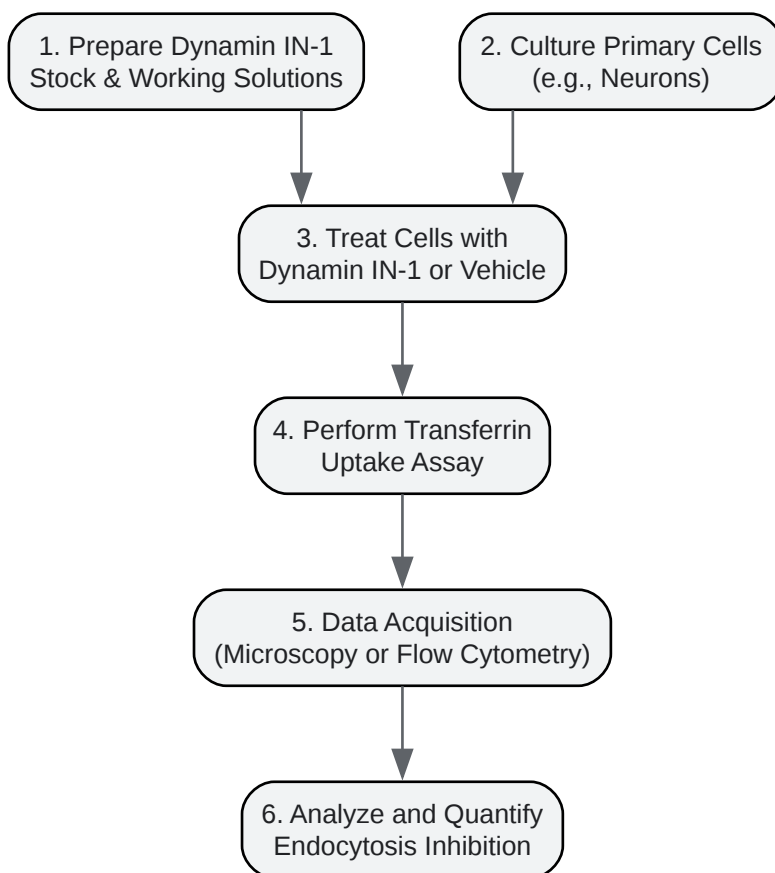 1. Prepare Dynamin IN-1
Stock & Working Solutions
2. Culture Primary Cells
(e.g., Neurons)
3. Treat Cells with
Dynamin IN-1 or Vehicle
4. Perform Transferrin
Uptake Assay
5. Data Acquisition
(Microscopy or Flow Cytometry)
6. Analyze and Quantify
Endocytosis Inhibition